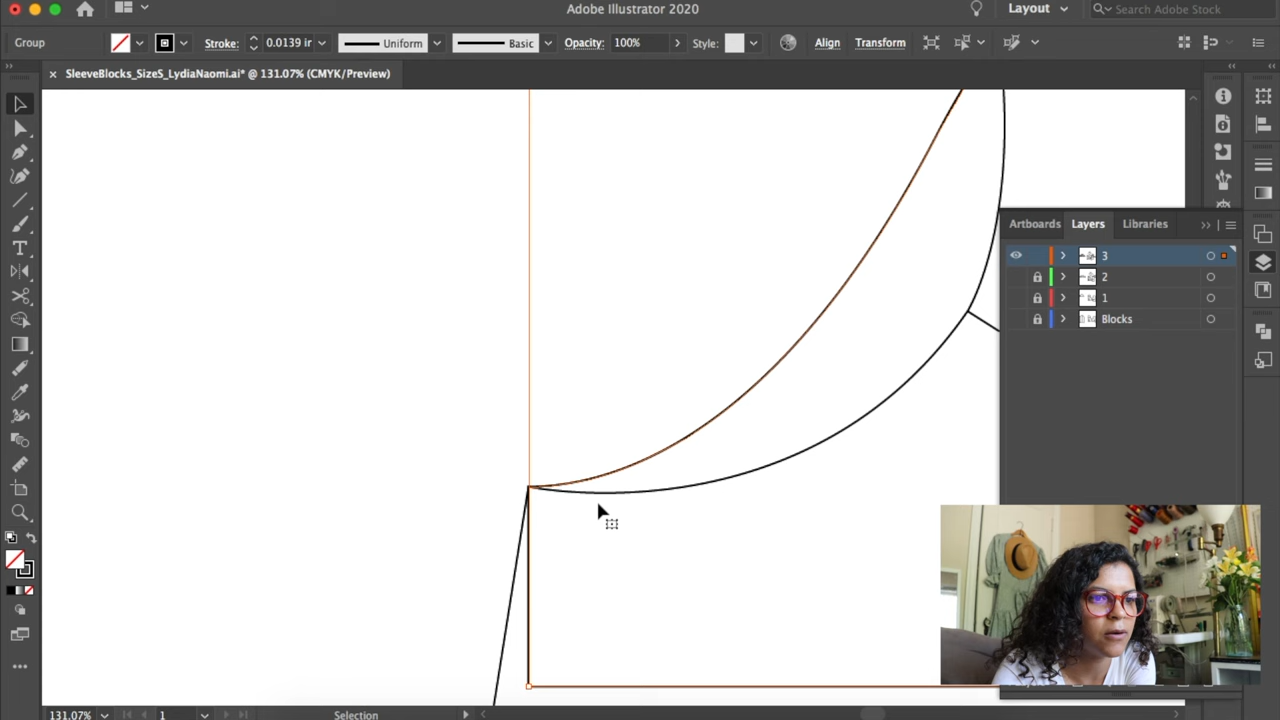 Adobe Illustrator 2020
Layout
Search Adobe Stock
Group
Stroke:
0.0139 in
Uniform
Basic
Opacity:
100%
Style:
Align
Transform
SleeveBlocks_SizeS_LydiaNaomi.ai* @ 131.07% (CMYK/Preview)
Artboards
Layers
Libraries
3
2
1
Blocks
131.07%
1
Selection